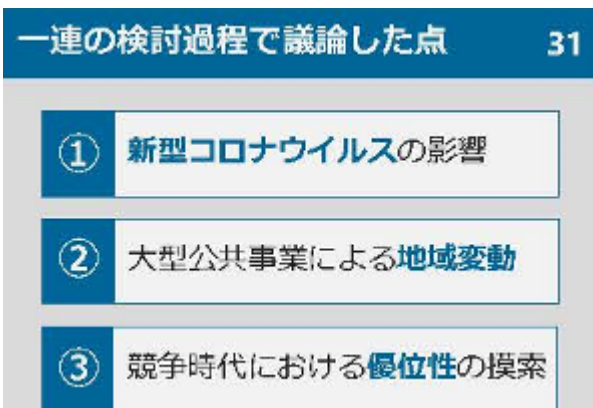 一連の検討過程で議論した点 31
① 新型コロナウイルスの影響
② 大型公共事業による地域変動
③ 競争時代における優位性の摸索